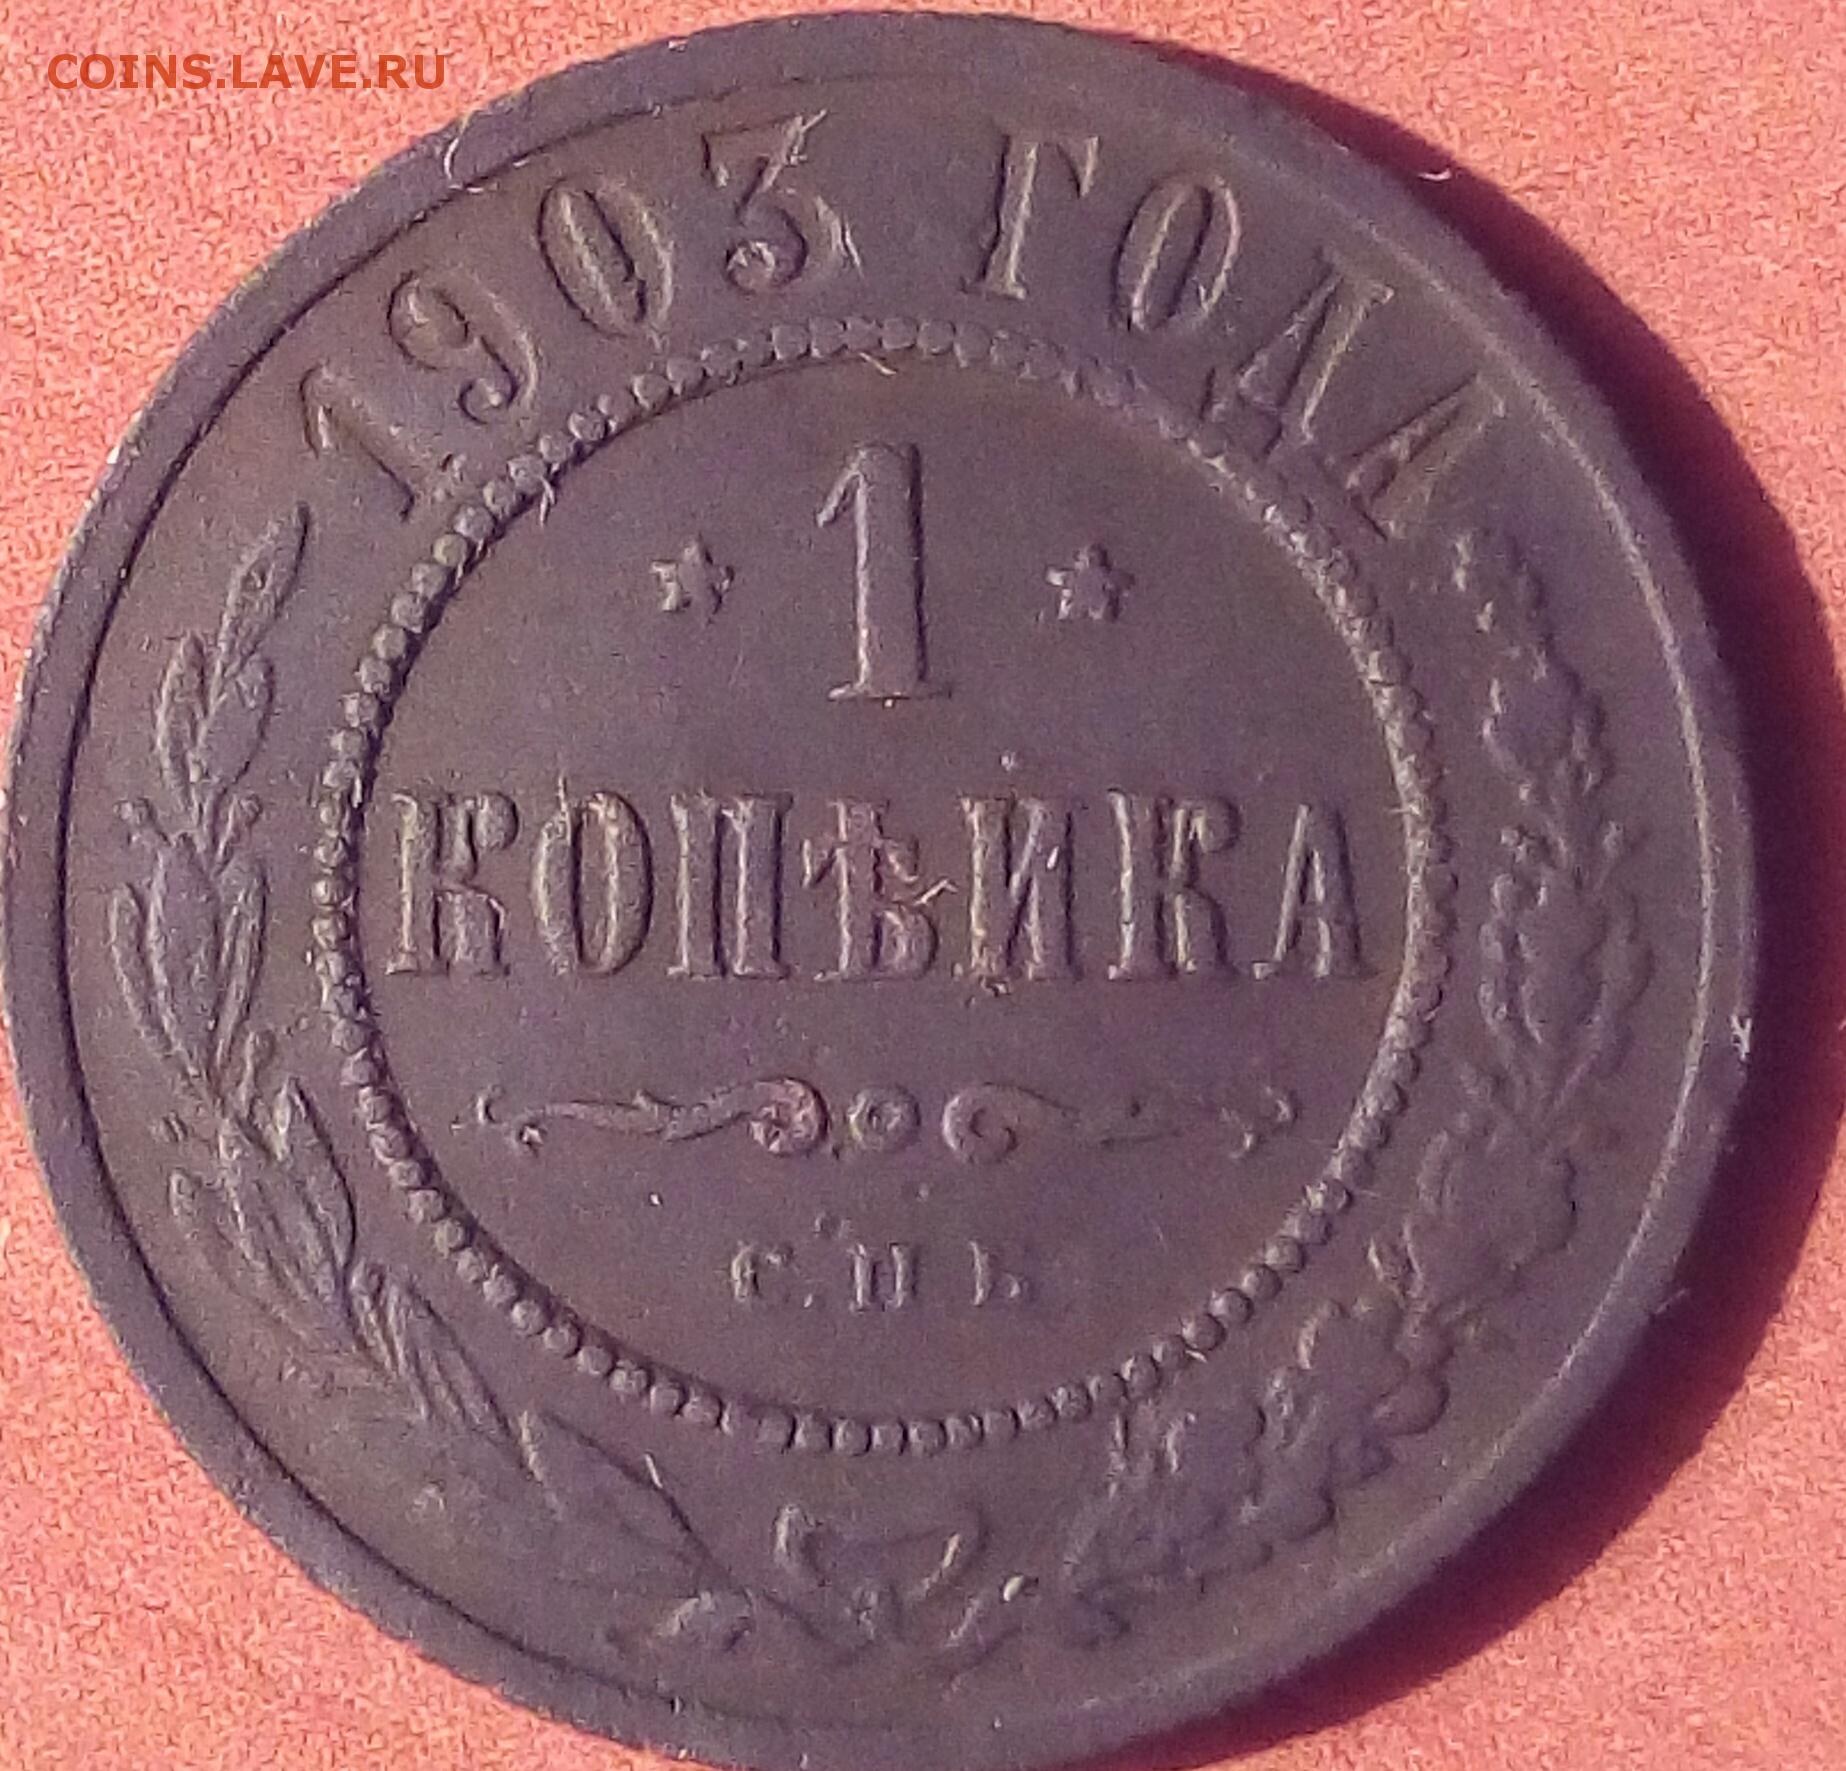 COINS.LAVE.RU
1903 ГОДА
* 1 *
КОПѢЙКА
С.П.Б.